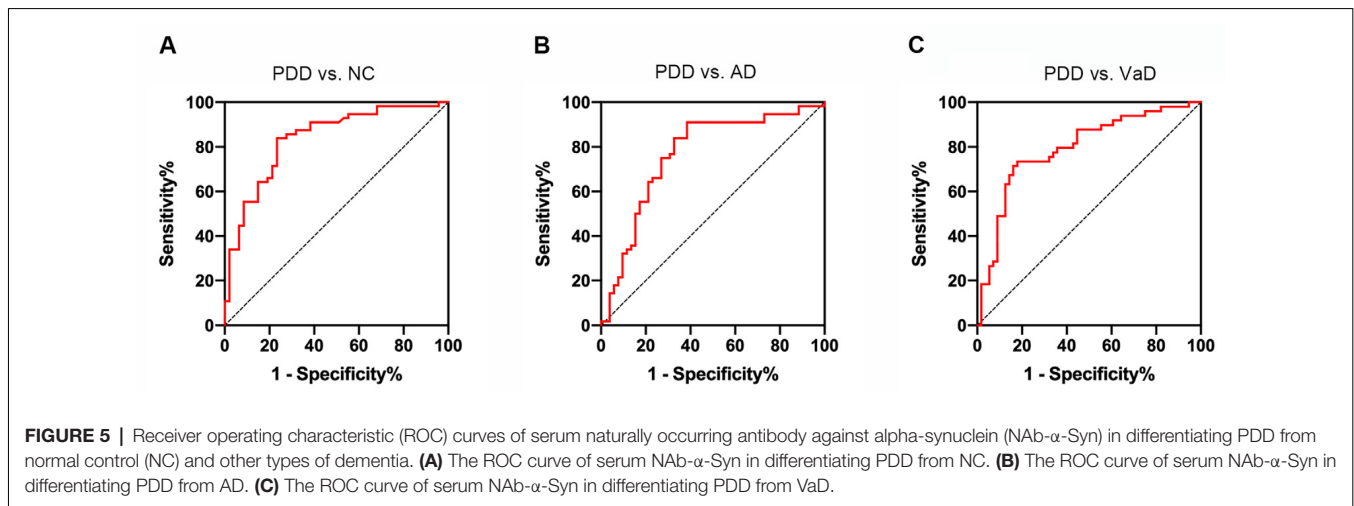 A
B
C
PDD vs. NC
PDD vs. AD
PDD vs. VaD
100
80
60
40
20
0
Sensitivity%
0 20 40 60 80 100
1 - Specificity%
100
80
60
40
20
0
Sensitivity%
0 20 40 60 80 100
1 - Specificity%
100
80
60
40
20
0
Sensitivity%
0 20 40 60 80 100
1 - Specificity%
FIGURE 5 | Receiver operating characteristic (ROC) curves of serum naturally occurring antibody against alpha-synuclein (NAb-α-Syn) in differentiating PDD from
normal control (NC) and other types of dementia. (A) The ROC curve of serum NAb-α-Syn in differentiating PDD from NC. (B) The ROC curve of serum NAb-α-Syn in
differentiating PDD from AD. (C) The ROC curve of serum NAb-α-Syn in differentiating PDD from VaD.